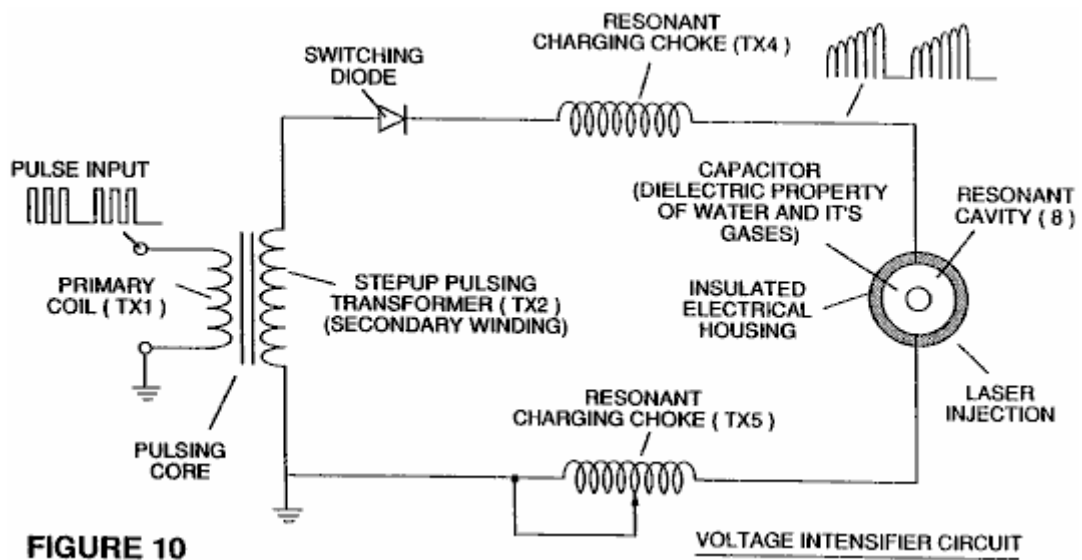 RESONANT
CHARGING CHOKE (TX4)
SWITCHING
DIODE
PULSE INPUT
CAPACITOR
(DIELECTRIC PROPERTY
OF WATER AND IT'S
GASES)
RESONANT
CAVITY ( 8 )
PRIMARY
COIL ( TX1 )
STEPUP PULSING
TRANSFORMER ( TX2 )
(SECONDARY WINDING)
INSULATED
ELECTRICAL
HOUSING
LASER
INJECTION
RESONANT
CHARGING CHOKE ( TX5 )
PULSING
CORE
FIGURE 10
VOLTAGE INTENSIFIER CIRCUIT